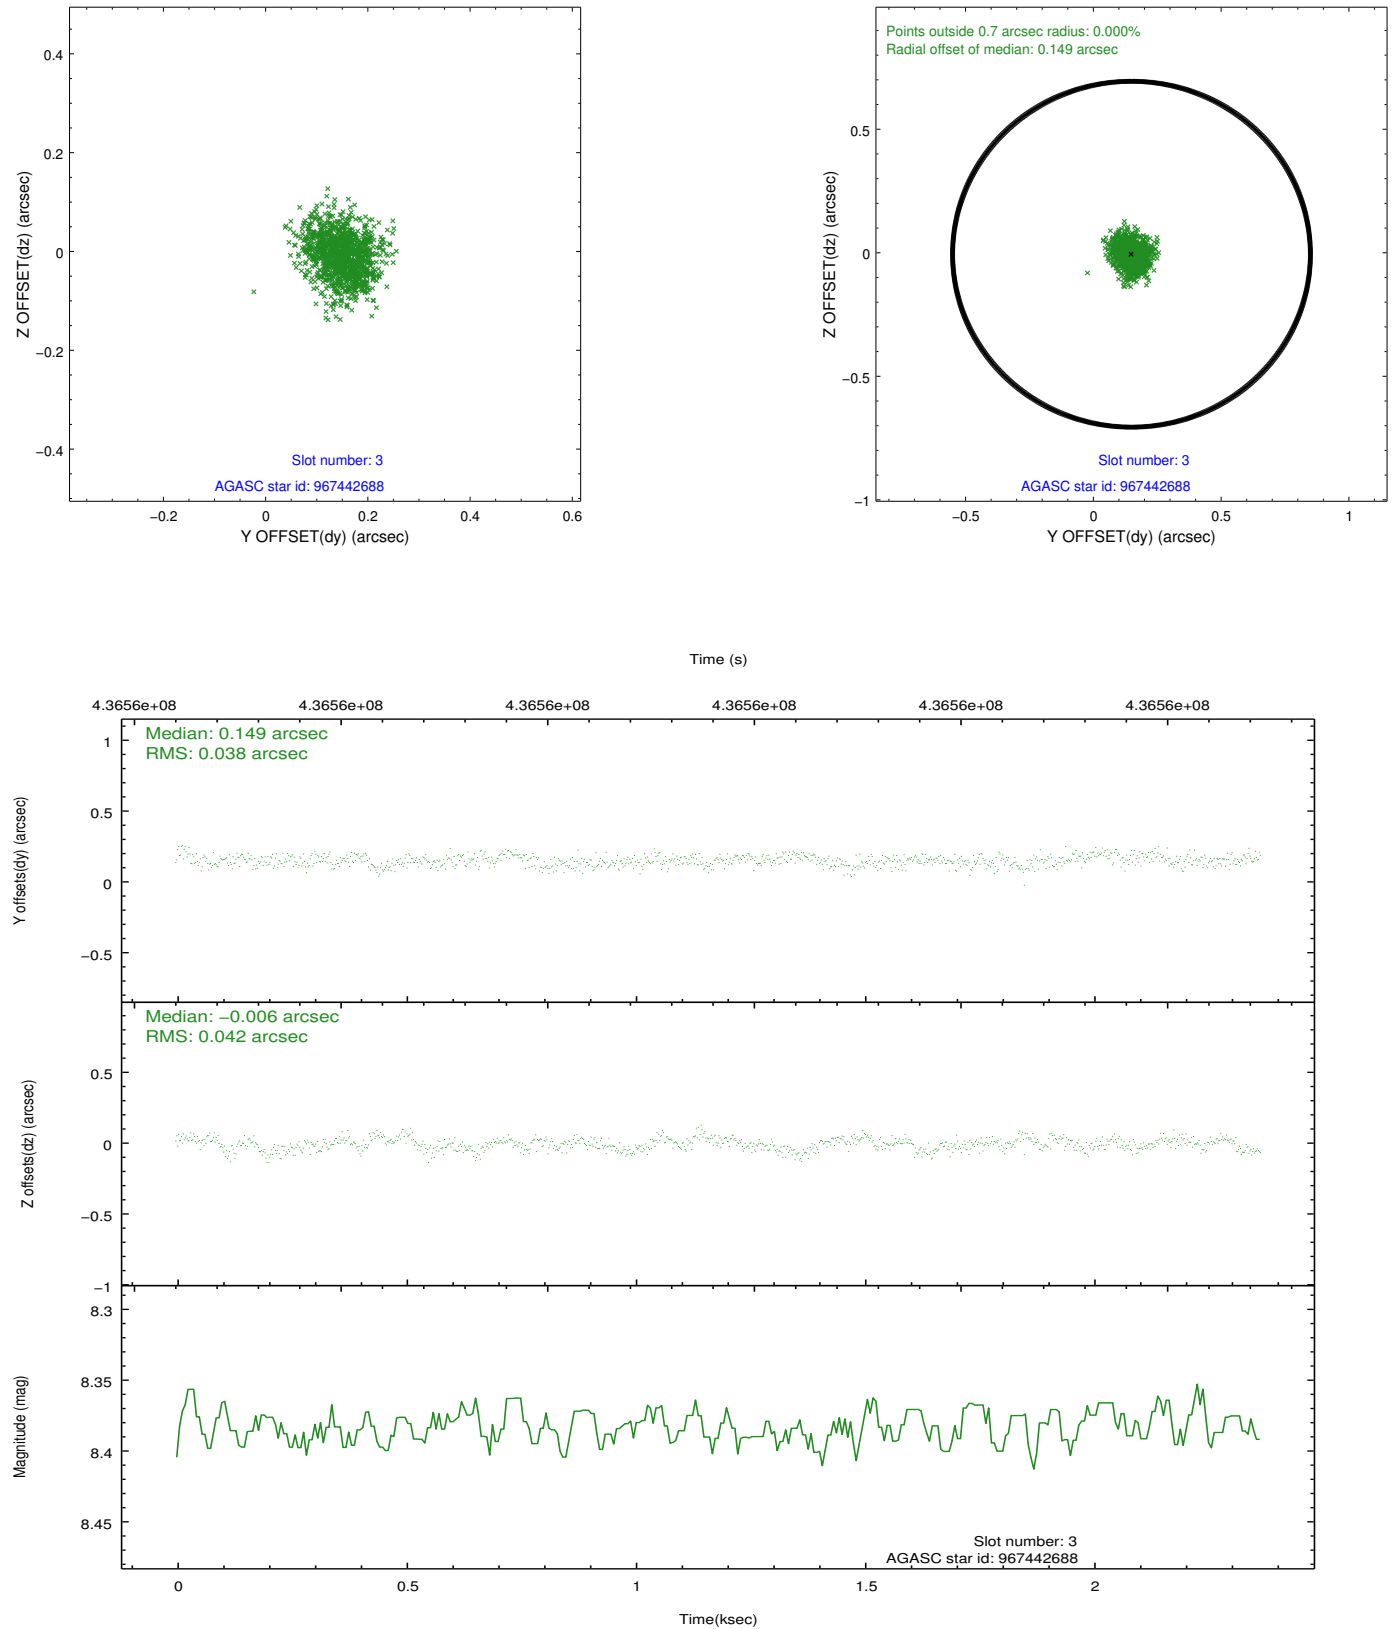 0.4
0.2
0
−0.2
−0.4
Z OFFSET(dz) (arcsec)
Slot number: 3
AGASC star id: 967442688
−0.2
0
0.2
0.4
0.6
Y OFFSET(dy) (arcsec)
Points outside 0.7 arcsec radius: 0.000%
Radial offset of median: 0.149 arcsec
0.5
0
−0.5
−1
Z OFFSET(dz) (arcsec)
Slot number: 3
AGASC star id: 967442688
−0.5
0
0.5
1
Y OFFSET(dy) (arcsec)
Time (s)
4.3656e+08
4.3656e+08
4.3656e+08
4.3656e+08
4.3656e+08
4.3656e+08
Median: 0.149 arcsec
RMS: 0.038 arcsec
1
0.5
0
−0.5
Y offsets(dy) (arcsec)
Median: −0.006 arcsec
RMS: 0.042 arcsec
0.5
0
−0.5
−1
Z offsets(dz) (arcsec)
8.3
8.35
8.4
8.45
Magnitude (mag)
Slot number: 3
AGASC star id: 967442688
0
0.5
1
1.5
2
Time(ksec)